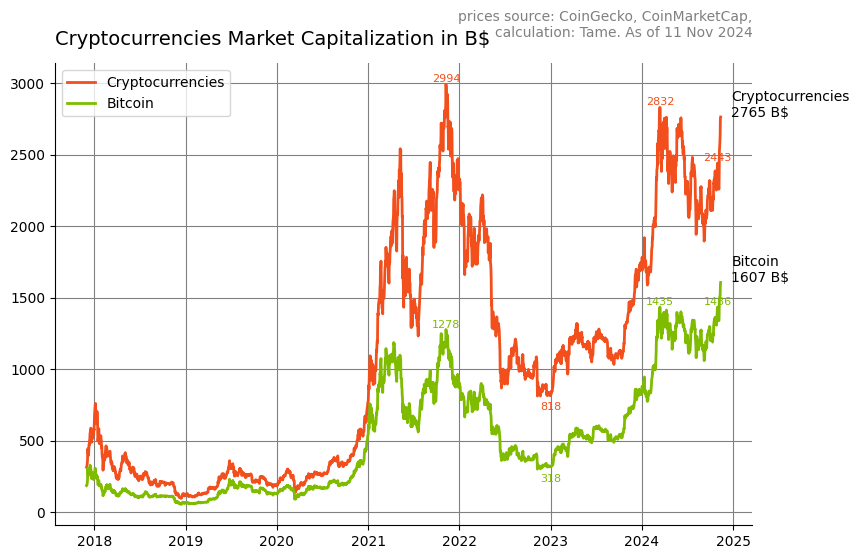 prices source: CoinGecko, CoinMarketCap,
calculation: Tame. As of 11 Nov 2024
Cryptocurrencies Market Capitalization in B$
Cryptocurrencies
Bitcoin
3000
2500
2000
1500
1000
500
0
2994
2832
2443
Cryptocurrencies
2765 B$
Bitcoin
1607 B$
1435
1436
1278
818
318
2018
2019
2020
2021
2022
2023
2024
2025